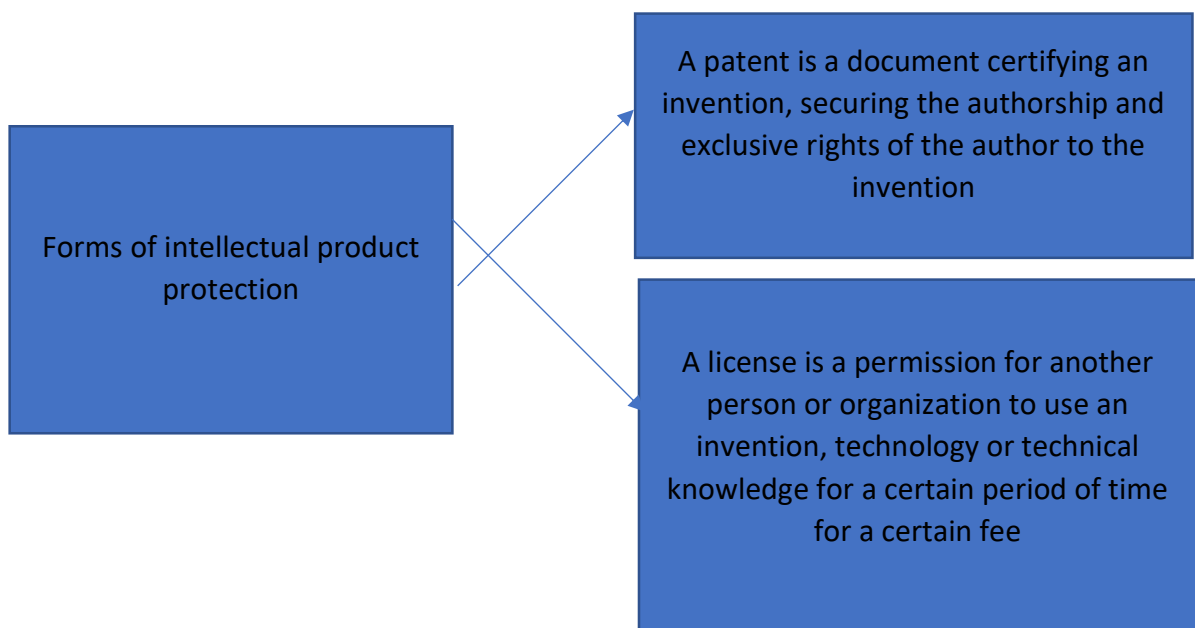 Forms of intellectual product
protection
A patent is a document certifying an
invention, securing the authorship and
exclusive rights of the author to the
invention
A license is a permission for another
person or organization to use an
invention, technology or technical
knowledge for a certain period of time
for a certain fee